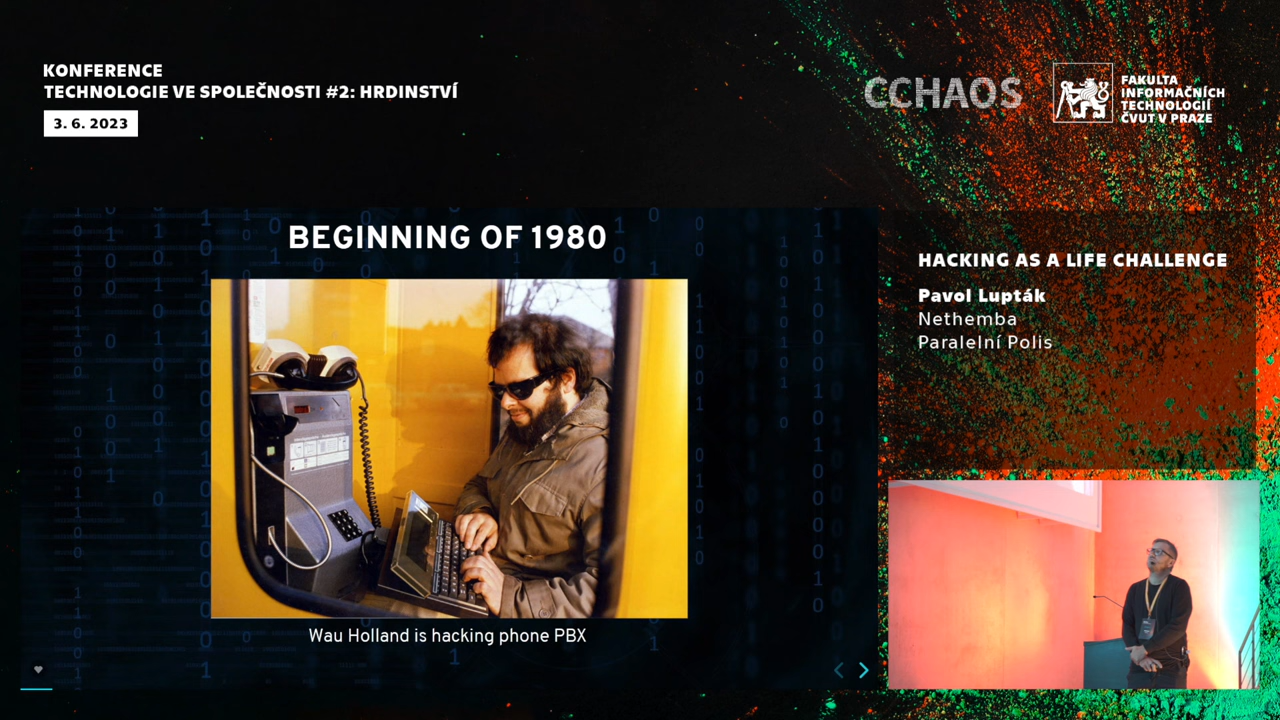 KONFERENCE
TECHNOLOGIE VE SPOLEČNOSTI #2: HRDINSTVÍ
3. 6. 2023
CCHAOS
FAKULTA
INFORMAČNÍCH
TECHNOLOGIÍ
ČVUT V PRAZE
BEGINNING OF 1980
Wau Holland is hacking phone PBX
HACKING AS A LIFE CHALLENGE
Pavol Lupták
Nethemba
Paralelní Polis